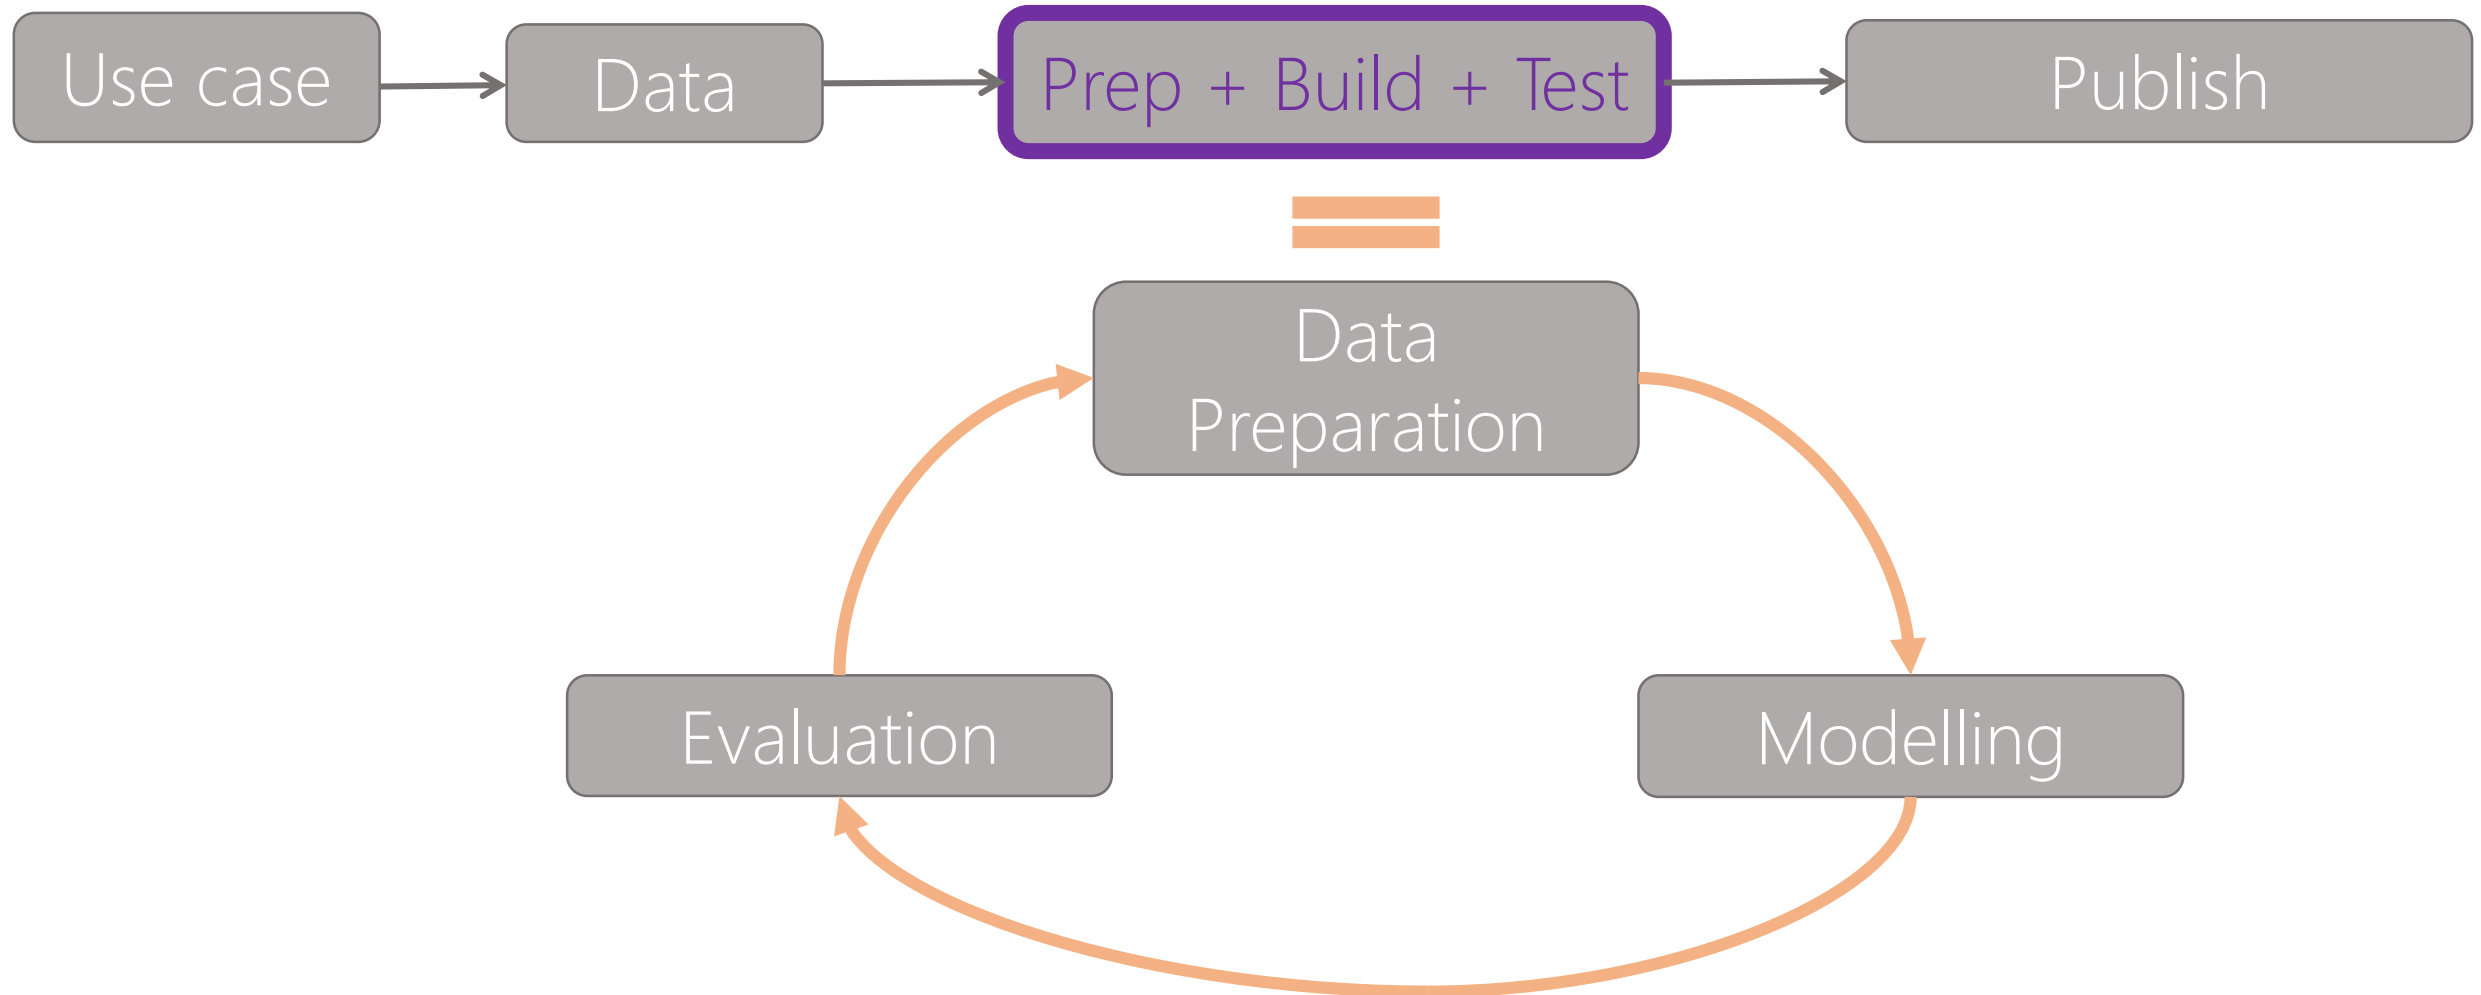 Use case
Data
Prep + Build + Test
Publish
Data
Preparation
Evaluation
Modelling